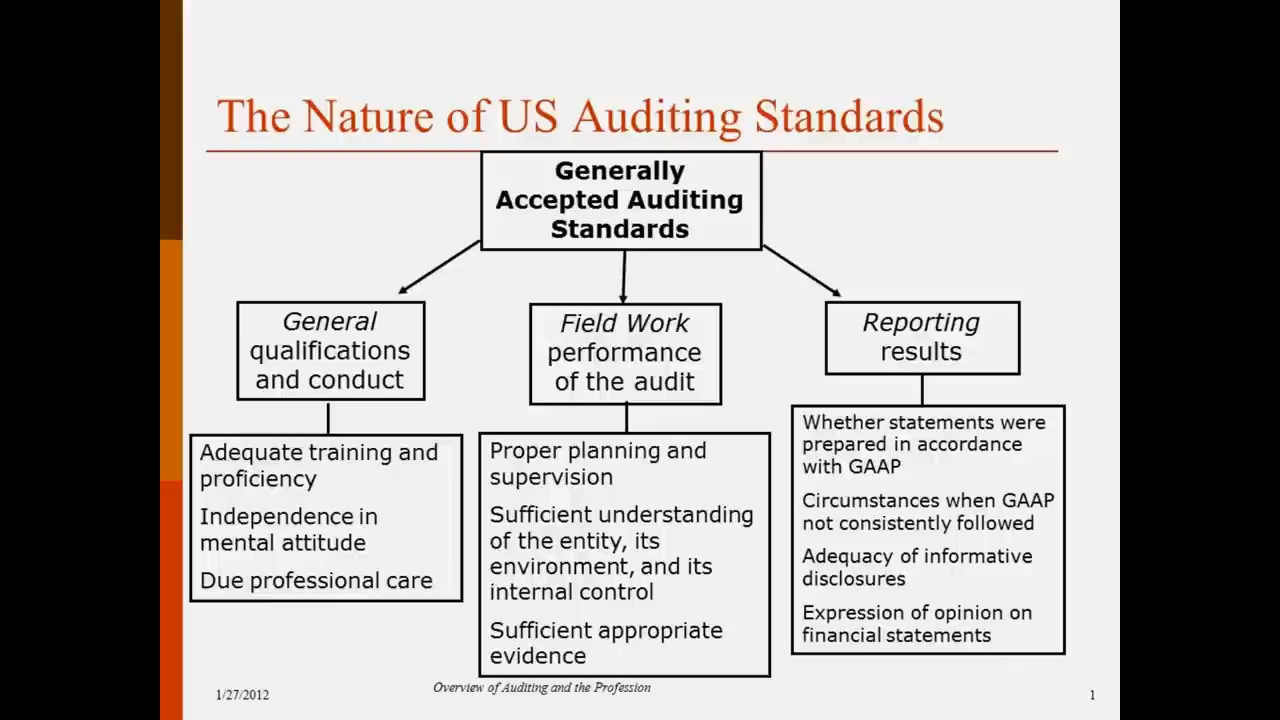 The Nature of US Auditing Standards
Generally
Accepted Auditing
Standards
General
qualifications
and conduct
Adequate training and
proficiency
Independence in
mental attitude
Due professional care
Field Work
performance
of the audit
Proper planning and
supervision
Sufficient understanding
of the entity, its
environment, and its
internal control
Sufficient appropriate
evidence
Reporting
results
Whether statements were
prepared in accordance
with GAAP
Circumstances when GAAP
not consistently followed
Adequacy of informative
disclosures
Expression of opinion on
financial statements
1/27/2012
Overview of Auditing and the Profession
1